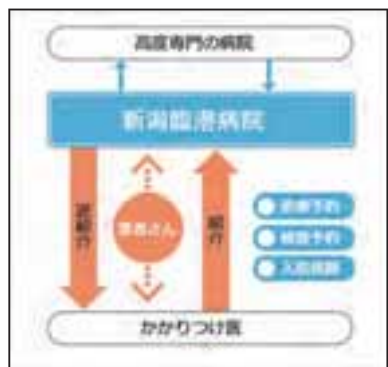 高度専門の病院
新潟臨港病院
逆紹介
患者さん
紹介
診療予約
検査予約
入院相談
かかりつけ医